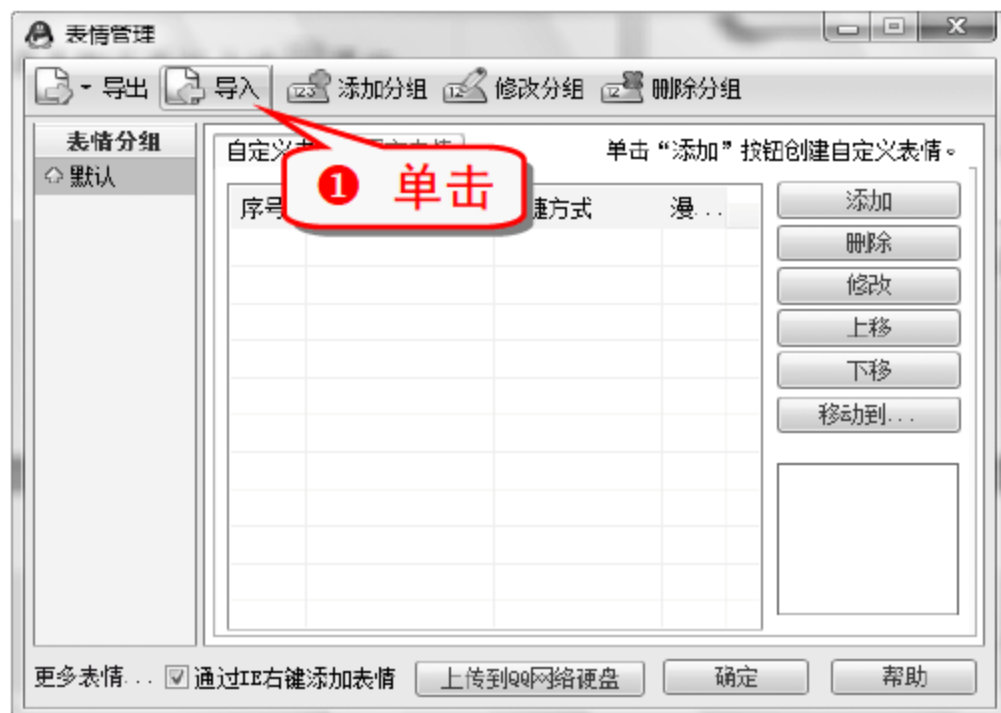 表情管理
导出 导入 添加分组 修改分组 删除分组
表情分组
默认
自定义
单击“添加”按钮创建自定义表情。
❶ 单击
序号 捷方式 漫...
添加
删除
修改
上移
下移
移动到...
更多表情... 通过IE右键添加表情 上传到QQ网络硬盘 确定 帮助